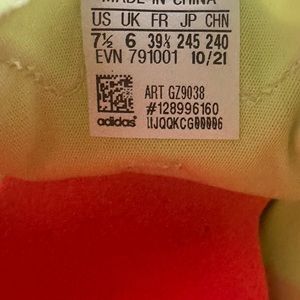 MADE IN CHINA
US UK FR JP CHN
7½ 6 39⅓ 245 240
EVN 791001 10/21
ART GZ9038
#128996160
adidas